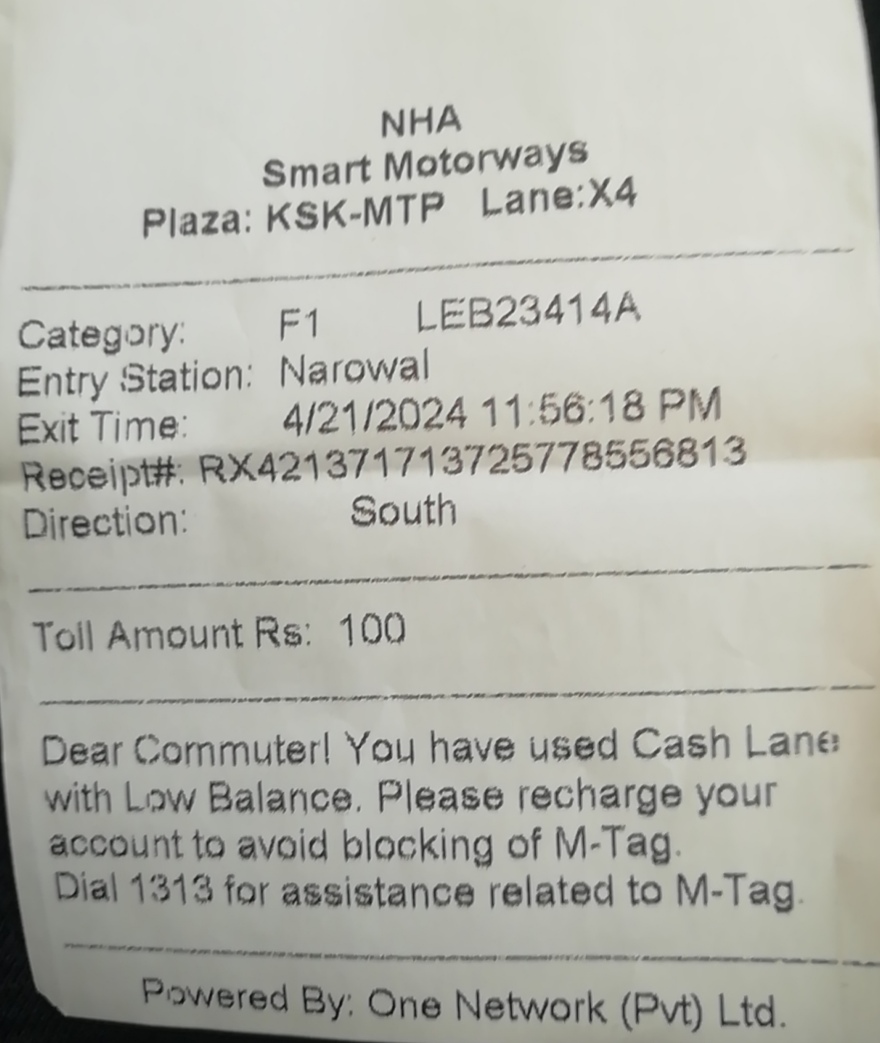 NHA
Smart Motorways
Plaza: KSK-MTP Lane:X4
Category: F1 LEB23414A
Entry Station: Narowal
Exit Time: 4/21/2024 11:56:18 PM
Receipt#: RX421371713725778556813
Direction: South
Toll Amount Rs: 100
Dear Commuter! You have used Cash Lane
with Low Balance. Please recharge your
account to avoid blocking of M-Tag.
Dial 1313 for assistance related to M-Tag.
Powered By: One Network (Pvt) Ltd.